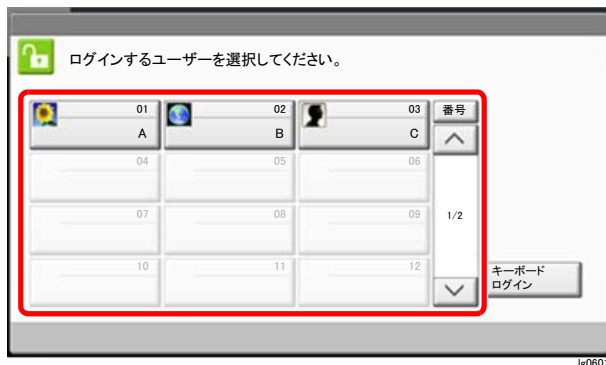 ログインするユーザーを選択してください。
01 02 03 番号
A B C
04 05 06
07 08 09 1/2
10 11 12
キーボード
ログイン
lg0601